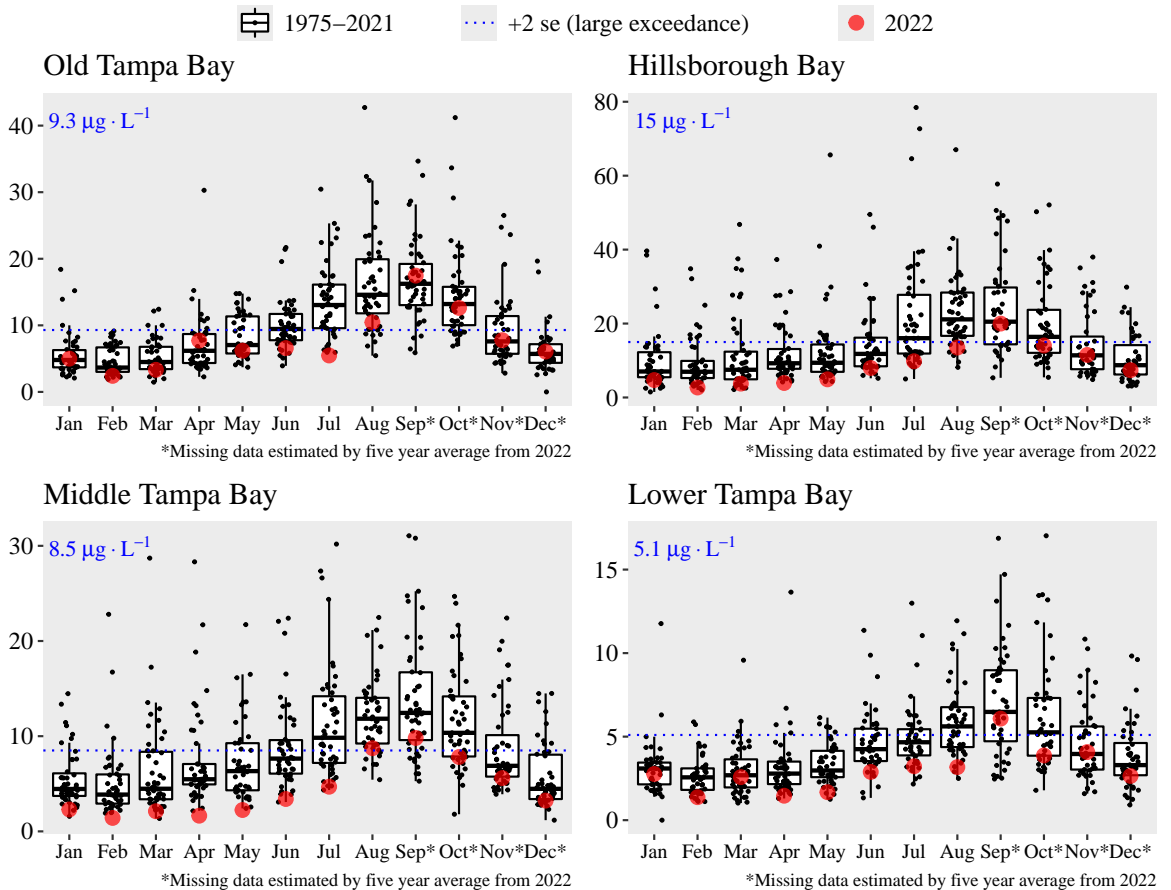 1975–2021 +2 se (large exceedance) 2022
Old Tampa Bay
9.3 μg · L⁻¹
40
30
20
10
0
Jan Feb Mar Apr May Jun Jul Aug Sep* Oct* Nov* Dec*
*Missing data estimated by five year average from 2022
Hillsborough Bay
15 μg · L⁻¹
80
60
40
20
0
Jan Feb Mar Apr May Jun Jul Aug Sep* Oct* Nov* Dec*
*Missing data estimated by five year average from 2022
Middle Tampa Bay
8.5 μg · L⁻¹
30
20
10
0
Jan Feb Mar Apr May Jun Jul Aug Sep* Oct* Nov* Dec*
*Missing data estimated by five year average from 2022
Lower Tampa Bay
5.1 μg · L⁻¹
15
10
5
0
Jan Feb Mar Apr May Jun Jul Aug Sep* Oct* Nov* Dec*
*Missing data estimated by five year average from 2022